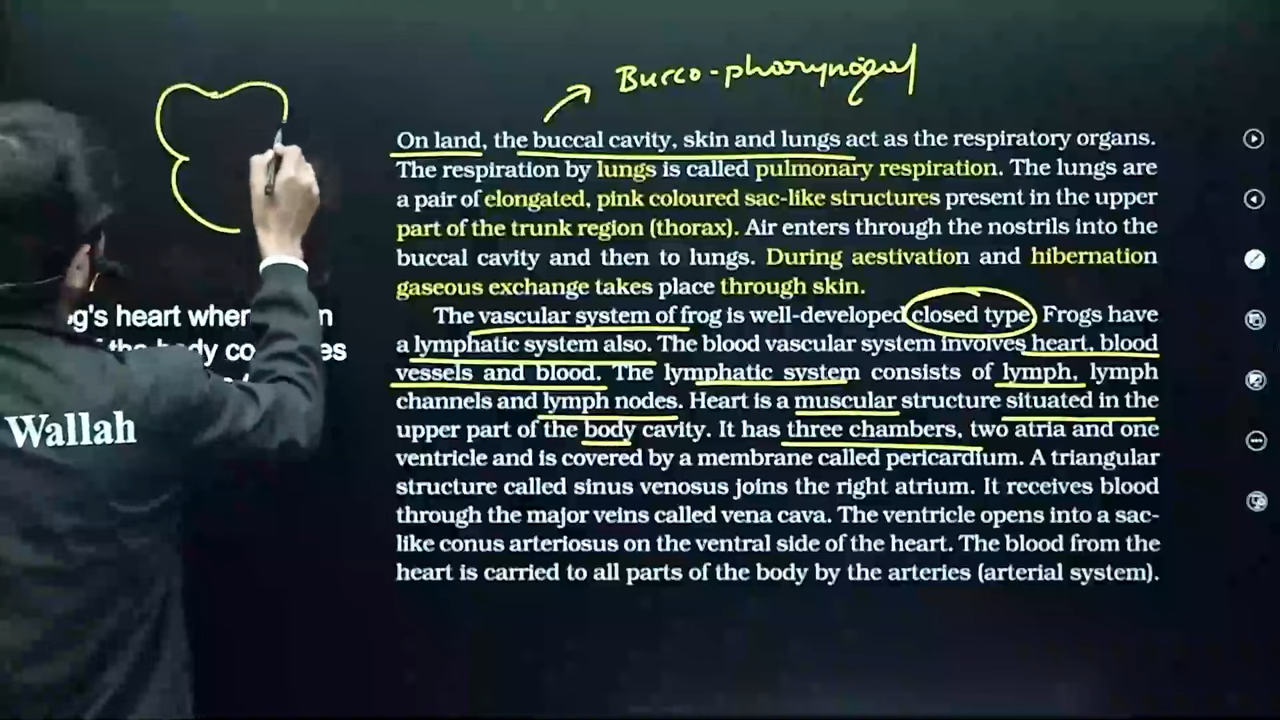 Bucco-pharyngeal
On land, the buccal cavity, skin and lungs act as the respiratory organs.
The respiration by lungs is called pulmonary respiration. The lungs are
a pair of elongated, pink coloured sac-like structures present in the upper
part of the trunk region (thorax). Air enters through the nostrils into the
buccal cavity and then to lungs. During aestivation and hibernation
gaseous exchange takes place through skin.
The vascular system of frog is well-developed closed type. Frogs have
a lymphatic system also. The blood vascular system involves heart, blood
vessels and blood. The lymphatic system consists of lymph, lymph
channels and lymph nodes. Heart is a muscular structure situated in the
upper part of the body cavity. It has three chambers, two atria and one
ventricle and is covered by a membrane called pericardium. A triangular
structure called sinus venosus joins the right atrium. It receives blood
through the major veins called vena cava. The ventricle opens into a sac-
like conus arteriosus on the ventral side of the heart. The blood from the
heart is carried to all parts of the body by the arteries (arterial system).
g's heart when
Wallah